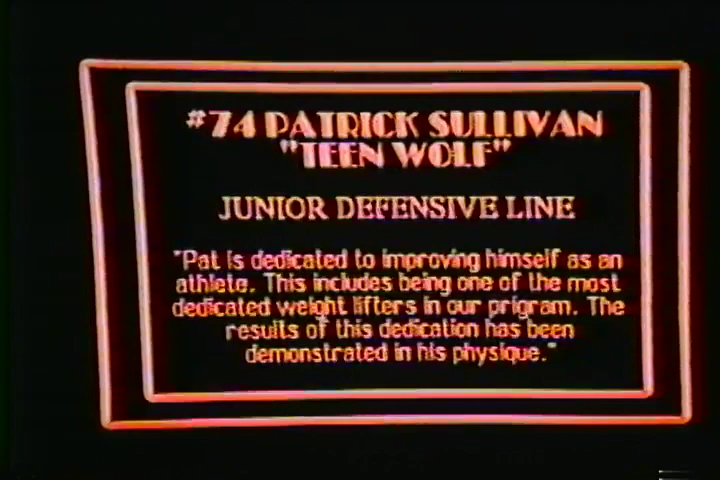 #74 PATRICK SULLIVAN
"TEEN WOLF"
JUNIOR DEFENSIVE LINE
"Pat is dedicated to improving himself as an
athlete. This includes being one of the most
dedicated weight lifters in our prigram. The
results of this dedication has been
demonstrated in his physique."